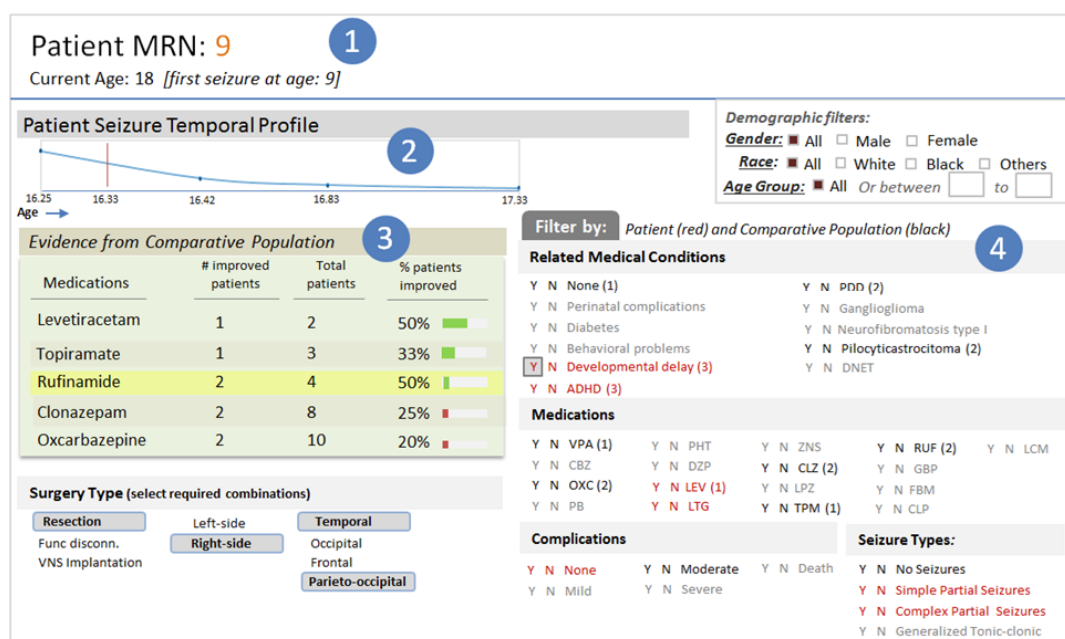 Patient MRN: 9
1
Current Age: 18 [first seizure at age: 9]
Patient Seizure Temporal Profile
2
16.25 16.33 16.42 16.83 17.33
Age
Demographic filters:
Gender: All Male Female
Race: All White Black Others
Age Group: All Or between to
Evidence from Comparative Population
3
Medications # improved patients Total patients % patients improved
Levetiracetam 1 2 50%
Topiramate 1 3 33%
Rufinamide 2 4 50%
Clonazepam 2 8 25%
Oxcarbazepine 2 10 20%
Surgery Type (select required combinations)
Resection Left-side Temporal
Func disconn. Right-side Occipital
VNS Implantation Frontal
Parieto-occipital
Filter by: Patient (red) and Comparative Population (black)
4
Related Medical Conditions
Y N None (1) Y N PDD (2)
Y N Perinatal complications Y N Ganglioglioma
Y N Diabetes Y N Neurofibromatosis type I
Y N Behavioral problems Y N Pilocyticastrocitoma (2)
Y N Developmental delay (3) Y N DNET
Y N ADHD (3)
Medications
Y N VPA (1) Y N PHT Y N ZNS Y N RUF (2) Y N LCM
Y N CBZ Y N DZP Y N CLZ (2) Y N GBP
Y N OXC (2) Y N LEV (1) Y N LPZ Y N FBM
Y N PB Y N LTG Y N TPM (1) Y N CLP
Complications
Y N None Y N Moderate Y N Death
Y N Mild Y N Severe
Seizure Types:
Y N No Seizures
Y N Simple Partial Seizures
Y N Complex Partial Seizures
Y N Generalized Tonic-clonic